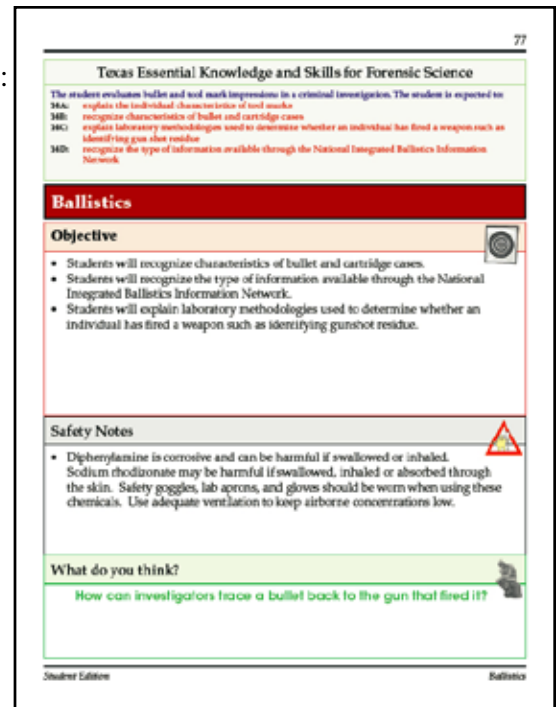 :
77
Texas Essential Knowledge and Skills for Forensic Science
The student evaluates bullet and tool mark impressions in a criminal investigation. The student is expected to:
14A: explain the individual characteristics of tool marks
14B: recognize characteristics of bullet and cartridge cases
14C: explain laboratory methodologies used to determine whether an individual has fired a weapon such as
identifying gun shot residue
14D: recognize the type of information available through the National Integrated Ballistics Information
Network
Ballistics
Objective
• Students will recognize characteristics of bullet and cartridge cases.
• Students will recognize the type of information available through the National
Integrated Ballistics Information Network.
• Students will explain laboratory methodologies used to determine whether an
individual has fired a weapon such as identifying gunshot residue.
Safety Notes
• Diphenylamine is corrosive and can be harmful if swallowed or inhaled.
Sodium rhodizonate may be harmful if swallowed, inhaled or absorbed through
the skin. Safety goggles, lab aprons, and gloves should be worn when using these
chemicals. Use adequate ventilation to keep airborne concentrations low.
What do you think?
How can investigators trace a bullet back to the gun that fired it?
Student Edition
Ballistics